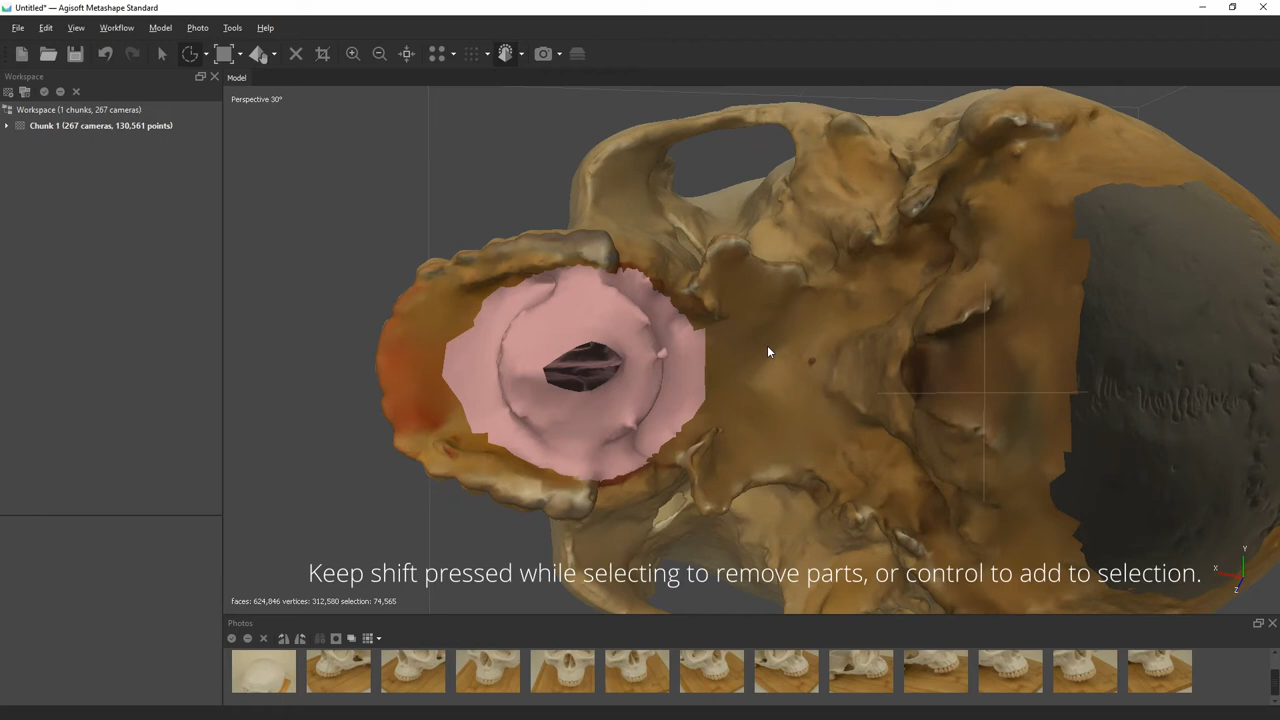 Untitled* — Agisoft Metashape Standard
File Edit View Workflow Model Photo Tools Help
Workspace
Model
Perspective 30°
Workspace (1 chunks, 267 cameras)
Chunk 1 (267 cameras, 130,561 points)
X
Y
Z
Keep shift pressed while selecting to remove parts, or control to add to selection.
Faces: 624,846 vertices: 312,580 selection: 74,565
Photos